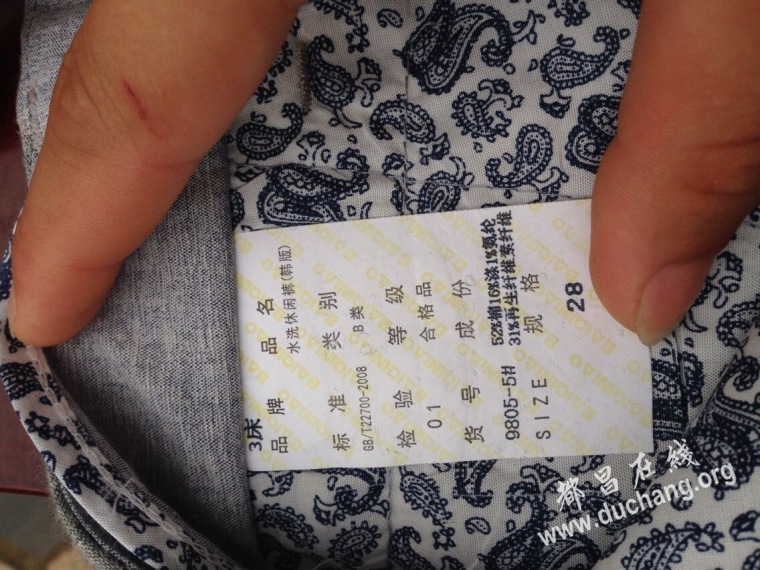 3床
品牌 品名
水洗休闲裤(韩版)
标准 类别
GB/T22700-2008 B类
检验 等级
01 合格品
货号 成份
9805-5# 52%棉16%涤1%氨纶
31%再生纤维素纤维
SIZE 规格
28
都昌在线
www.duchang.org